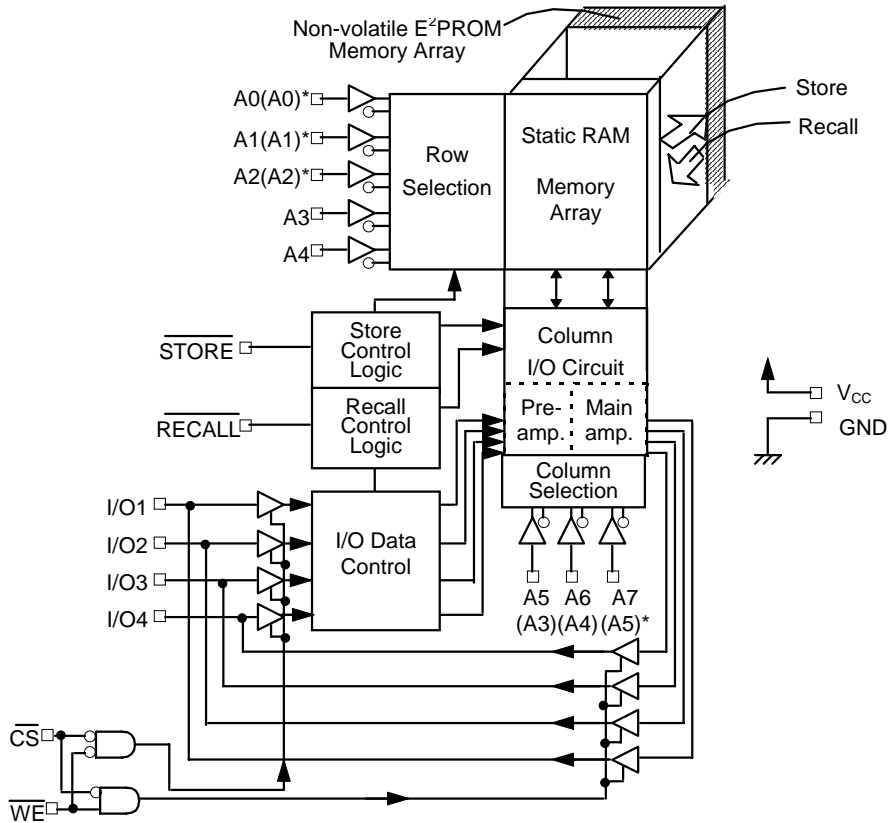 Non-volatile E²PROM
Memory Array
Store
Recall
A0(A0)*
A1(A1)*
A2(A2)*
A3
A4
Row
Selection
Static RAM
Memory
Array
STORE
RECALL
Store
Control
Logic
Recall
Control
Logic
Column
I/O Circuit
Pre-
amp.
Main
amp.
Column
Selection
VCC
GND
I/O1
I/O2
I/O3
I/O4
I/O Data
Control
A5 A6 A7
(A3) (A4) (A5)*
CS
WE